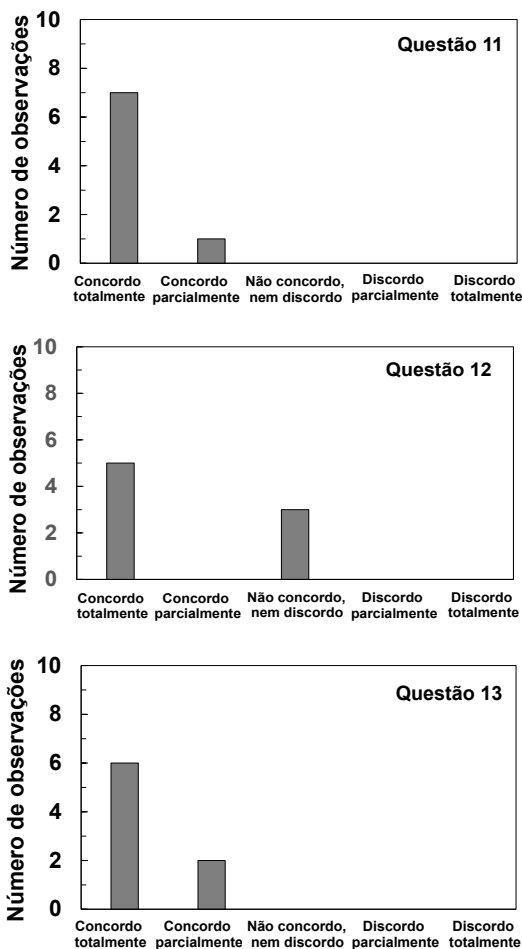 Número de observações
10
8
6
4
2
0
Questão 11
Concordo totalmente
Concordo parcialmente
Não concordo, nem discordo
Discordo parcialmente
Discordo totalmente
Número de observações
10
8
6
4
2
0
Questão 12
Concordo totalmente
Concordo parcialmente
Não concordo, nem discordo
Discordo parcialmente
Discordo totalmente
Número de observações
10
8
6
4
2
0
Questão 13
Concordo totalmente
Concordo parcialmente
Não concordo, nem discordo
Discordo parcialmente
Discordo totalmente